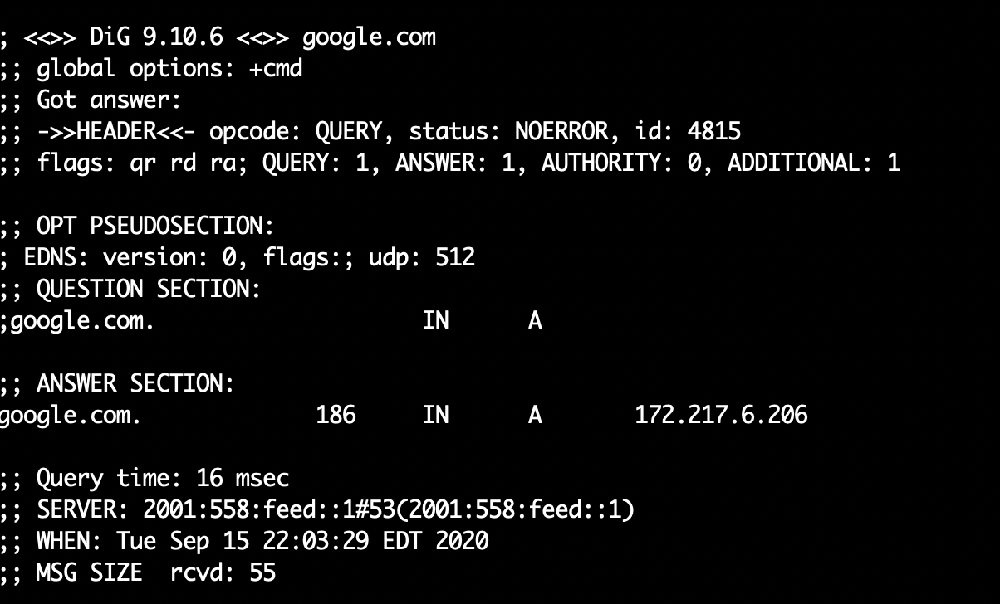 ; <<>> DiG 9.10.6 <<>> google.com
;; global options: +cmd
;; Got answer:
;; ->>HEADER<<- opcode: QUERY, status: NOERROR, id: 4815
;; flags: qr rd ra; QUERY: 1, ANSWER: 1, AUTHORITY: 0, ADDITIONAL: 1
;; OPT PSEUDOSECTION:
; EDNS: version: 0, flags:; udp: 512
;; QUESTION SECTION:
;google.com. IN A
;; ANSWER SECTION:
google.com. 186 IN A 172.217.6.206
;; Query time: 16 msec
;; SERVER: 2001:558:feed::1#53(2001:558:feed::1)
;; WHEN: Tue Sep 15 22:03:29 EDT 2020
;; MSG SIZE rcvd: 55